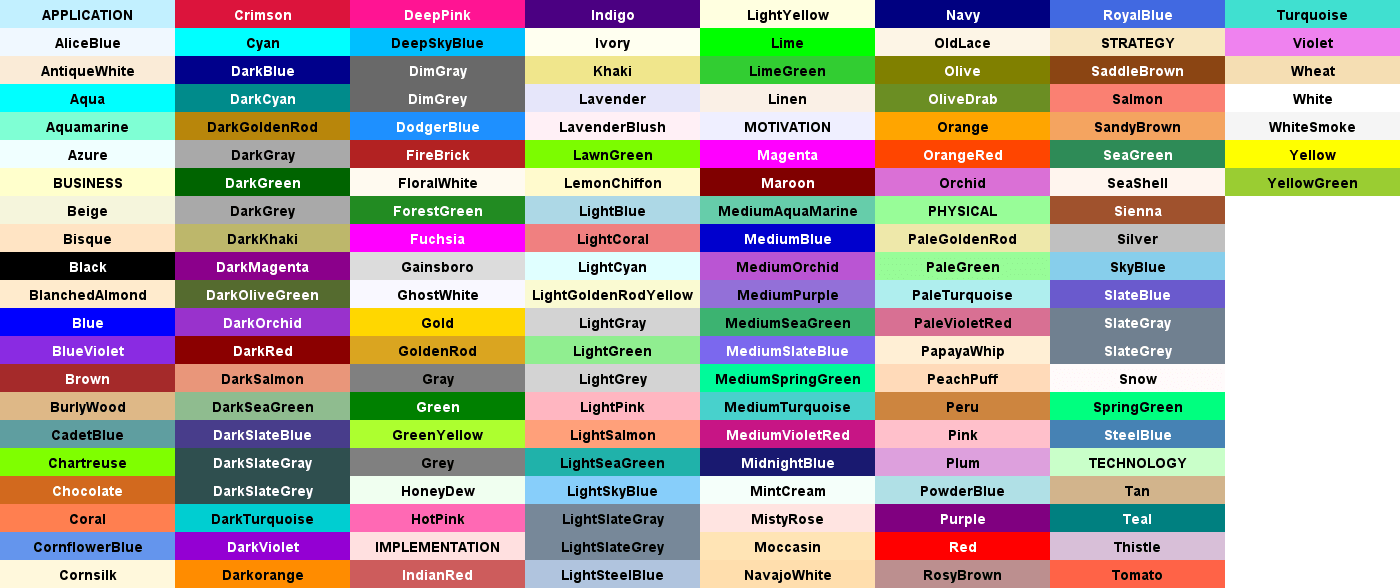 APPLICATION
AliceBlue
AntiqueWhite
Aqua
Aquamarine
Azure
BUSINESS
Beige
Bisque
Black
BlanchedAlmond
Blue
BlueViolet
Brown
BurlyWood
CadetBlue
Chartreuse
Chocolate
Coral
CornflowerBlue
Cornsilk
Crimson
Cyan
DarkBlue
DarkCyan
DarkGoldenRod
DarkGray
DarkGreen
DarkGrey
DarkKhaki
DarkMagenta
DarkOliveGreen
DarkOrchid
DarkRed
DarkSalmon
DarkSeaGreen
DarkSlateBlue
DarkSlateGray
DarkSlateGrey
DarkTurquoise
DarkViolet
Darkorange
DeepPink
DeepSkyBlue
DimGray
DimGrey
DodgerBlue
FireBrick
FloralWhite
ForestGreen
Fuchsia
Gainsboro
GhostWhite
Gold
GoldenRod
Gray
Green
GreenYellow
Grey
HoneyDew
HotPink
IMPLEMENTATION
IndianRed
Indigo
Ivory
Khaki
Lavender
LavenderBlush
LawnGreen
LemonChiffon
LightBlue
LightCoral
LightCyan
LightGoldenRodYellow
LightGray
LightGreen
LightGrey
LightPink
LightSalmon
LightSeaGreen
LightSkyBlue
LightSlateGray
LightSlateGrey
LightSteelBlue
LightYellow
Lime
LimeGreen
Linen
MOTIVATION
Magenta
Maroon
MediumAquaMarine
MediumBlue
MediumOrchid
MediumPurple
MediumSeaGreen
MediumSlateBlue
MediumSpringGreen
MediumTurquoise
MediumVioletRed
MidnightBlue
MintCream
MistyRose
Moccasin
NavajoWhite
Navy
OldLace
Olive
OliveDrab
Orange
OrangeRed
Orchid
PHYSICAL
PaleGoldenRod
PaleGreen
PaleTurquoise
PaleVioletRed
PapayaWhip
PeachPuff
Peru
Pink
Plum
PowderBlue
Purple
Red
RosyBrown
RoyalBlue
STRATEGY
SaddleBrown
Salmon
SandyBrown
SeaGreen
SeaShell
Sienna
Silver
SkyBlue
SlateBlue
SlateGray
SlateGrey
Snow
SpringGreen
SteelBlue
TECHNOLOGY
Tan
Teal
Thistle
Tomato
Turquoise
Violet
Wheat
White
WhiteSmoke
Yellow
YellowGreen